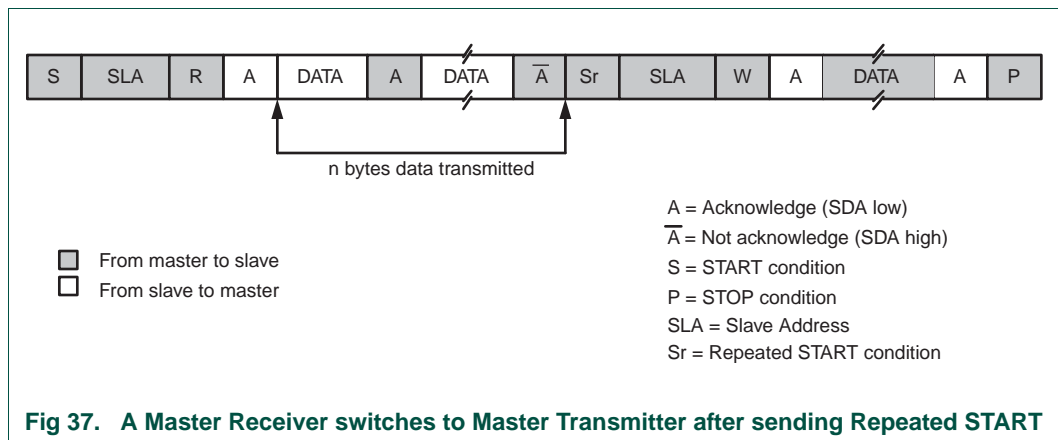 S SLA R A DATA A DATA A̅ Sr SLA W A DATA A P
n bytes data transmitted
From master to slave
From slave to master
A = Acknowledge (SDA low)
A̅ = Not acknowledge (SDA high)
S = START condition
P = STOP condition
SLA = Slave Address
Sr = Repeated START condition
Fig 37. A Master Receiver switches to Master Transmitter after sending Repeated START